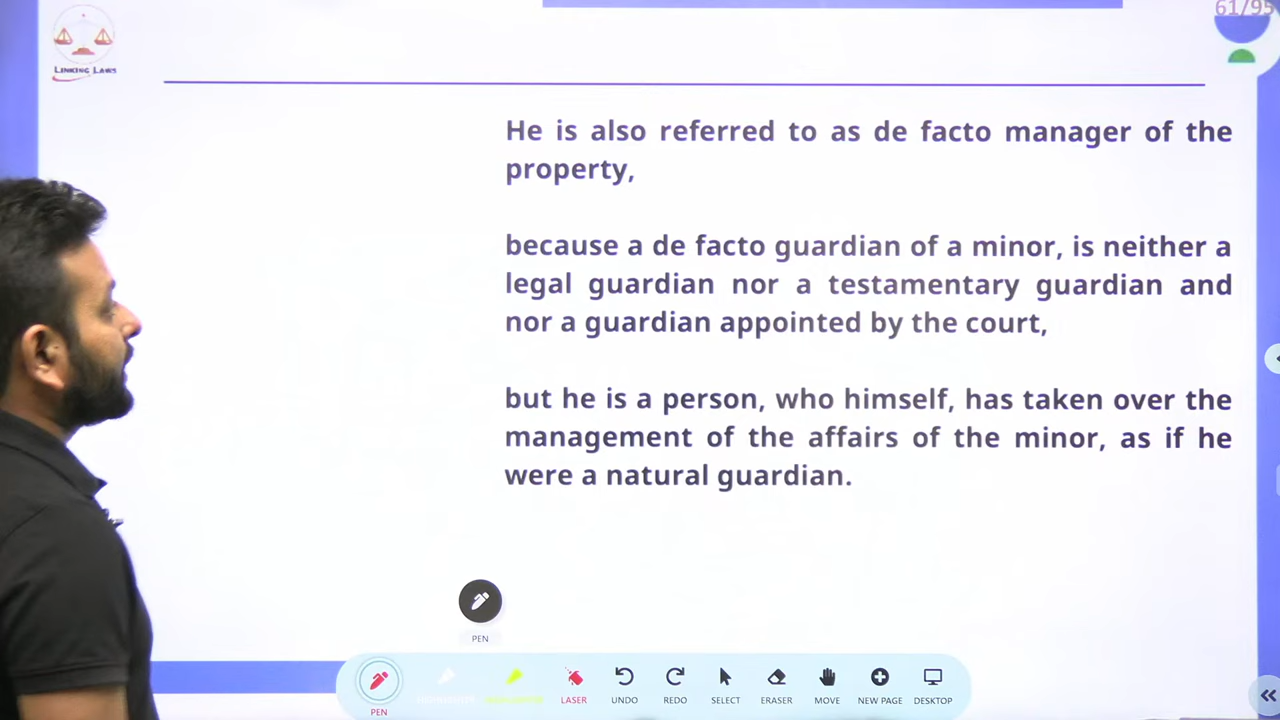 61/95
LINKING LAWS
He is also referred to as de facto manager of the
property,
because a de facto guardian of a minor, is neither a
legal guardian nor a testamentary guardian and
nor a guardian appointed by the court,
but he is a person, who himself, has taken over the
management of the affairs of the minor, as if he
were a natural guardian.
PEN
PEN
LASER
UNDO
REDO
SELECT
ERASER
MOVE
NEW PAGE
DESKTOP